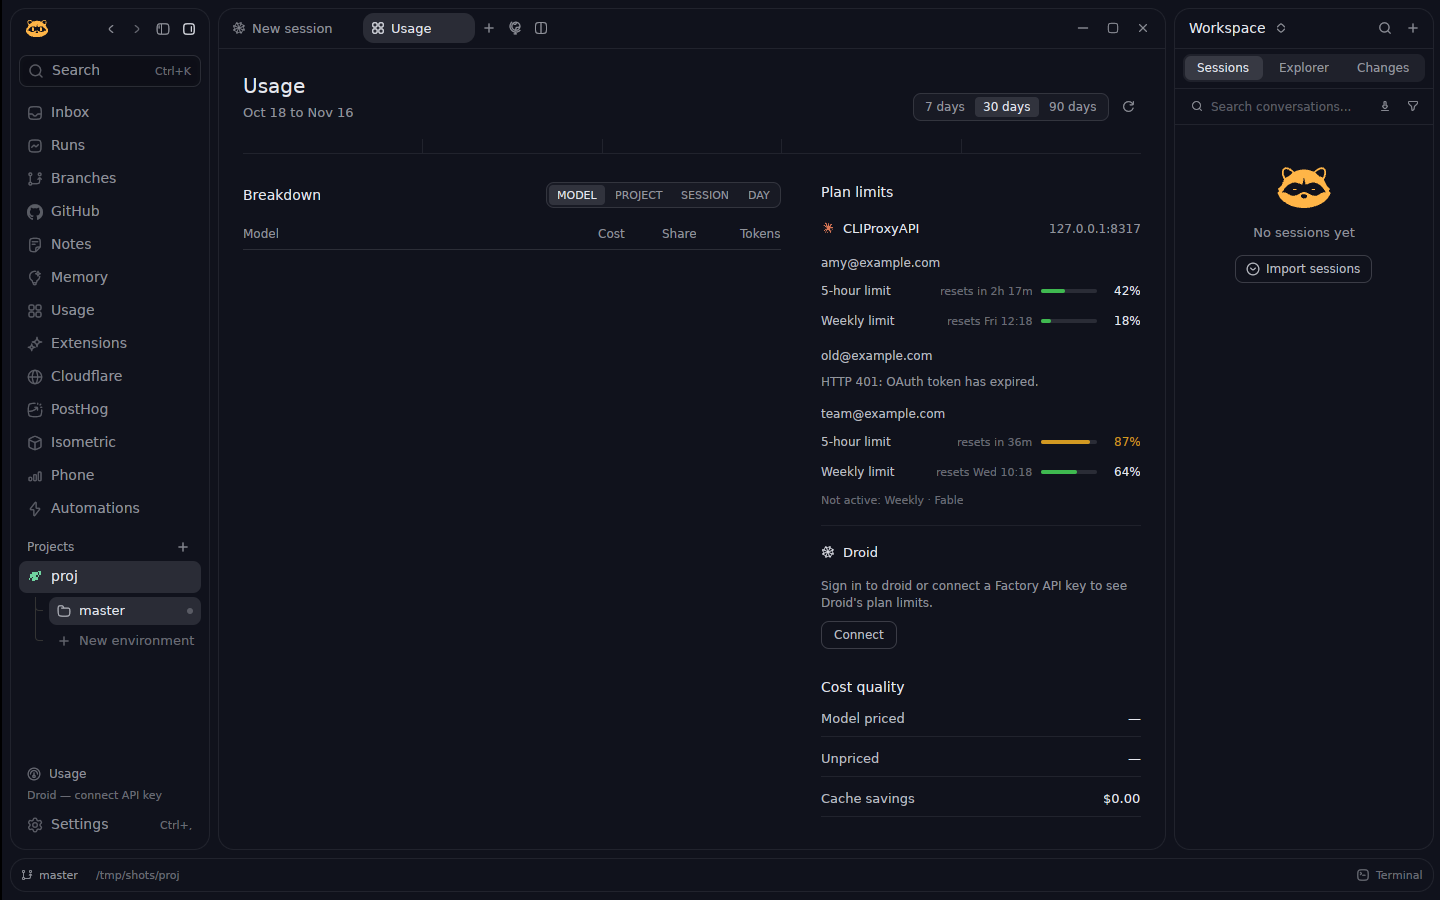 New session
Usage
Workspace
Search
Ctrl+K
Inbox
Runs
Branches
GitHub
Notes
Memory
Usage
Extensions
Cloudflare
PostHog
Isometric
Phone
Automations
Projects
proj
master
New environment
Usage
Droid — connect API key
Settings
Ctrl+,
Usage
Oct 18 to Nov 16
7 days
30 days
90 days
Breakdown
MODEL
PROJECT
SESSION
DAY
Model
Cost
Share
Tokens
Plan limits
CLIProxyAPI
127.0.0.1:8317
amy@example.com
5-hour limit
resets in 2h 17m
42%
Weekly limit
resets Fri 12:18
18%
old@example.com
HTTP 401: OAuth token has expired.
team@example.com
5-hour limit
resets in 36m
87%
Weekly limit
resets Wed 10:18
64%
Not active: Weekly · Fable
Droid
Sign in to droid or connect a Factory API key to see
Droid's plan limits.
Connect
Cost quality
Model priced
—
Unpriced
—
Cache savings
$0.00
Sessions
Explorer
Changes
Search conversations...
No sessions yet
Import sessions
master
/tmp/shots/proj
Terminal